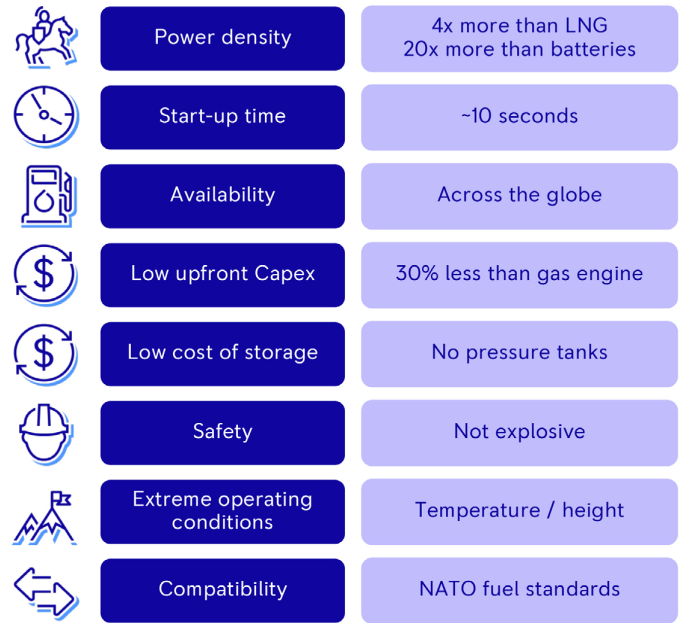 Power density
4x more than LNG
20x more than batteries
Start-up time
~10 seconds
Availability
Across the globe
Low upfront Capex
30% less than gas engine
Low cost of storage
No pressure tanks
Safety
Not explosive
Extreme operating
conditions
Temperature / height
Compatibility
NATO fuel standards